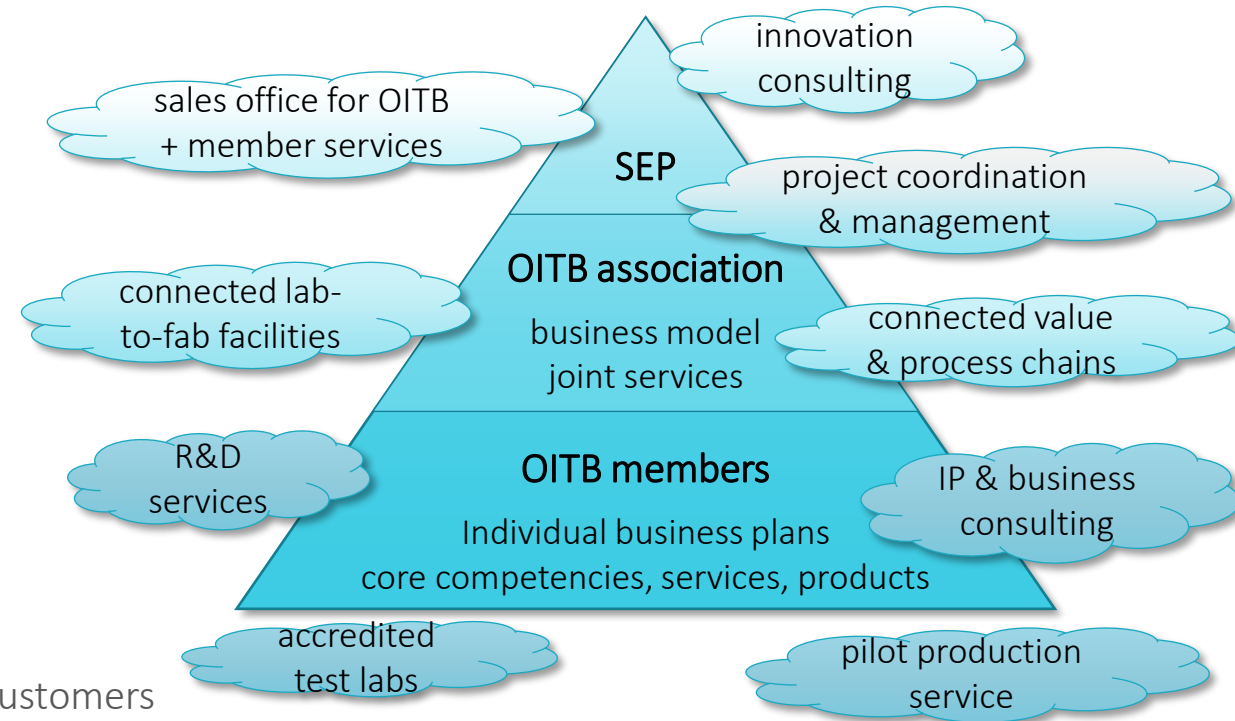 innovation
consulting
sales office for OITB
+ member services
SEP
project coordination
& management
OITB association
business model
joint services
connected lab-
to-fab facilities
connected value
& process chains
R&D
services
OITB members
Individual business plans
core competencies, services, products
IP & business
consulting
accredited
test labs
pilot production
service
ustomers